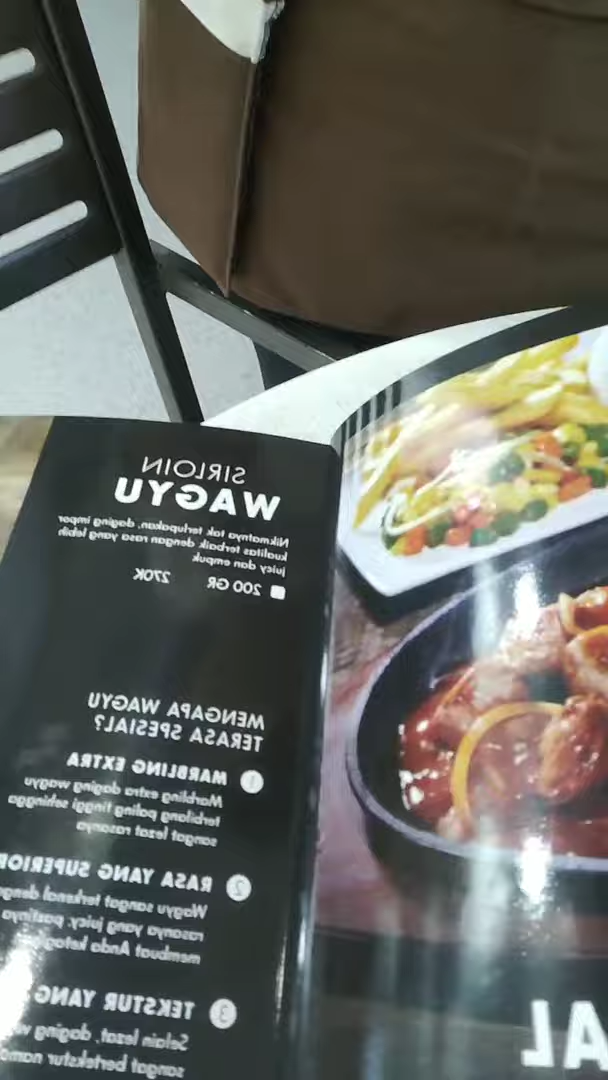 SIRLOIN
WAGYU
Nikmatnya tak terlupakan, daging impor
kualitas terbaik dengan rasa yang lebih
juicy dan empuk
200 GR 270K
MENGAPA WAGYU
TERASA SPESIAL?
1 MARBLING EXTRA
Marbling extra daging wagyu
terbilang paling tinggi sehingga
sangat lezat rasanya
2 RASA YANG SUPERIOR
Wagyu sangat terkenal
rasanya yang juicy, pastinya
membuat Anda ketagihan
3 TEKSTUR YANG
Selain lezat, daging
sangat bertekstur
AL